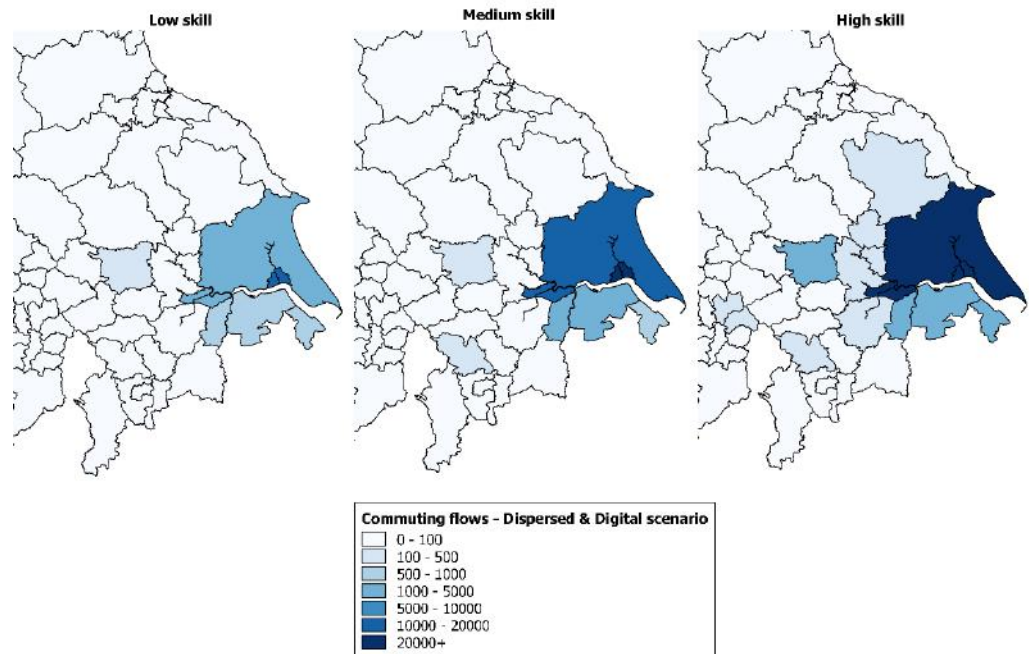 Low skill
Medium skill
High skill
Commuting flows - Dispersed & Digital scenario
0 - 100
100 - 500
500 - 1000
1000 - 5000
5000 - 10000
10000 - 20000
20000+